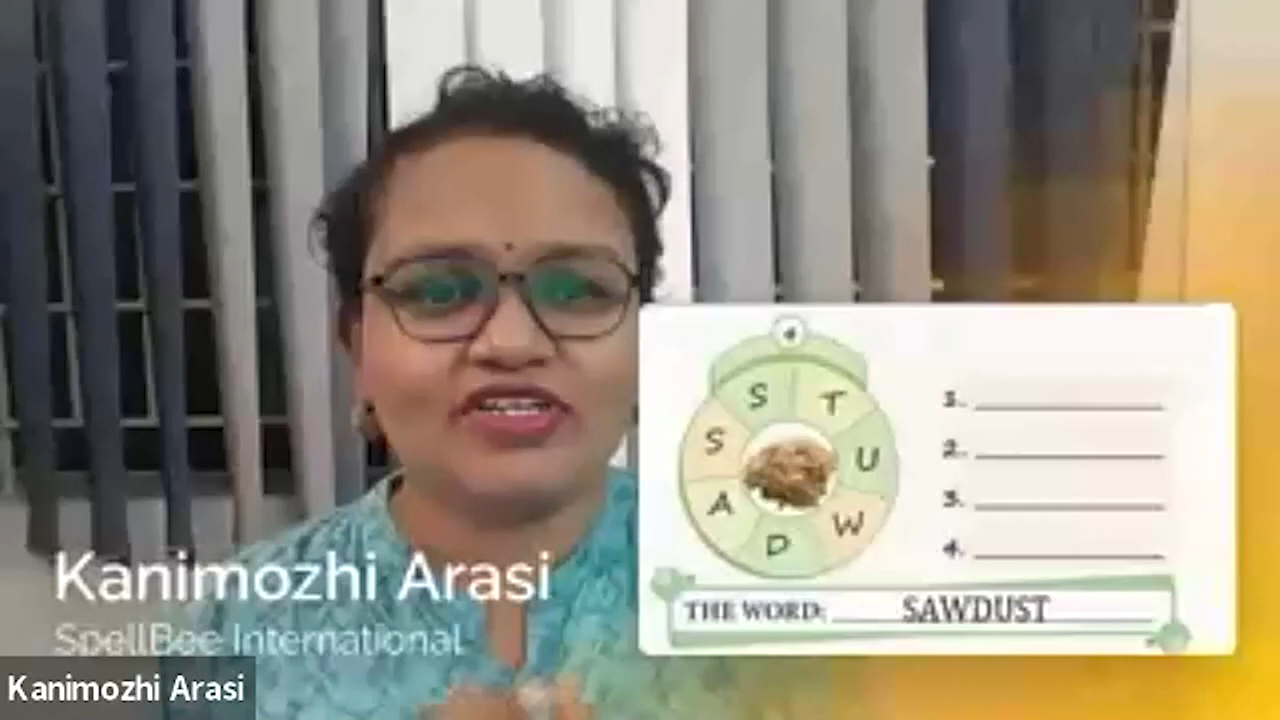 Kanimozhi Arasi
SpellBee International
Kanimozhi Arasi
4
S T
S U
A W
D
1.
2.
3.
4.
THE WORD: SAWDUST